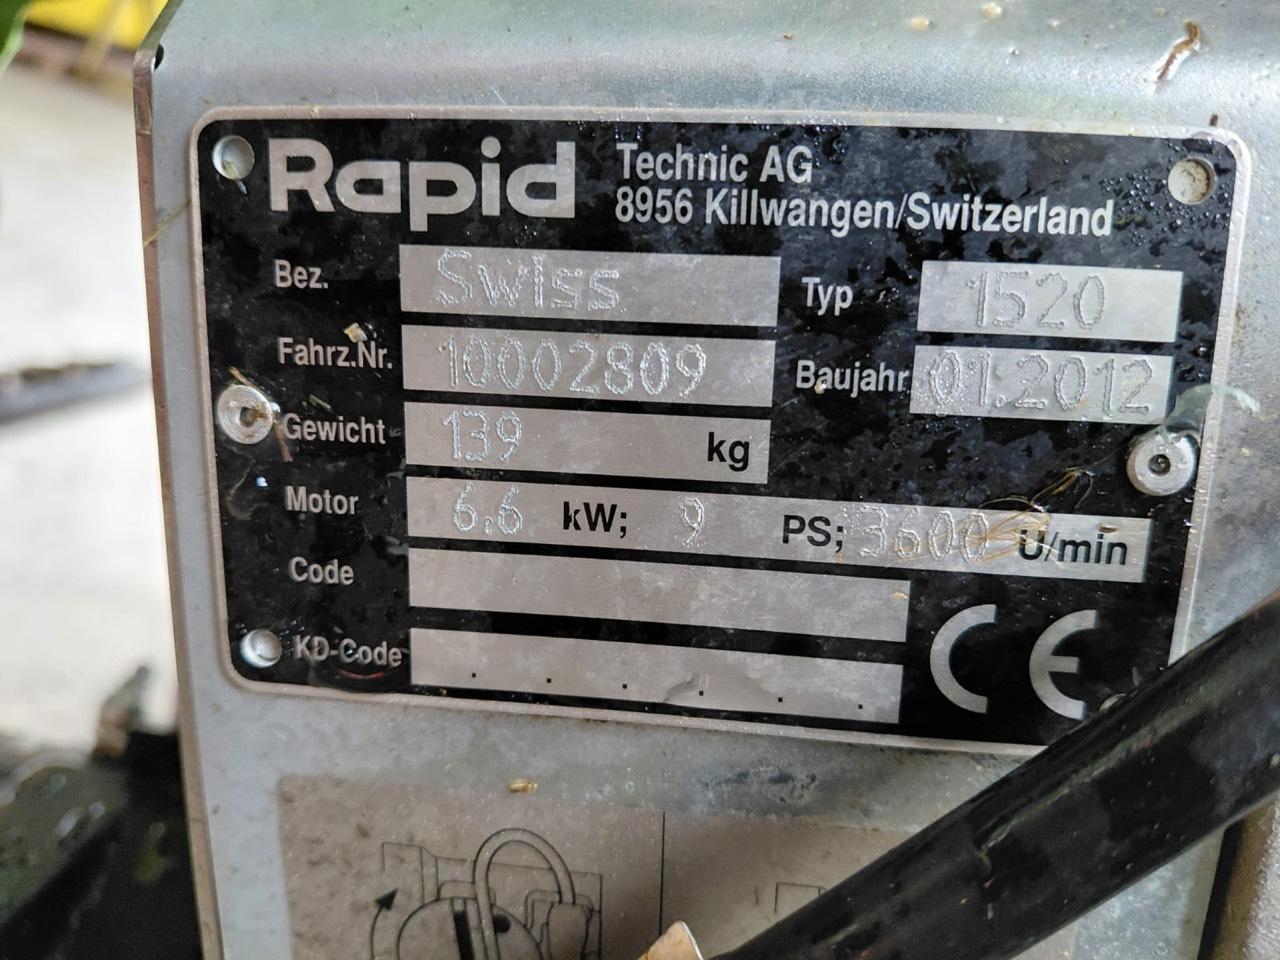 Rapid
Technic AG
8956 Killwangen/Switzerland
Bez. Swiss Typ 1520
Fahrz.Nr. 10002809 Baujahr 01.2012
Gewicht 139 kg
Motor 6.6 kW; 9 PS; 3600 U/min
Code
KD-Code . . . . . .
CE